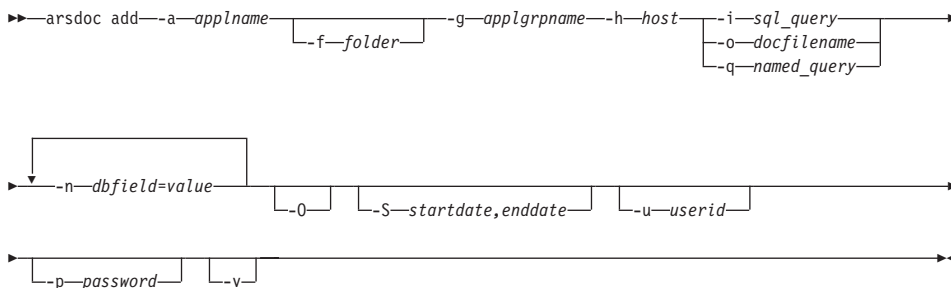 arsdoc add -a applname -f folder -g applgrpname -h host -i sql_query
-o docfilename
-q named_query
-n dbfield=value -O -S startdate,enddate -u userid
-p password -v